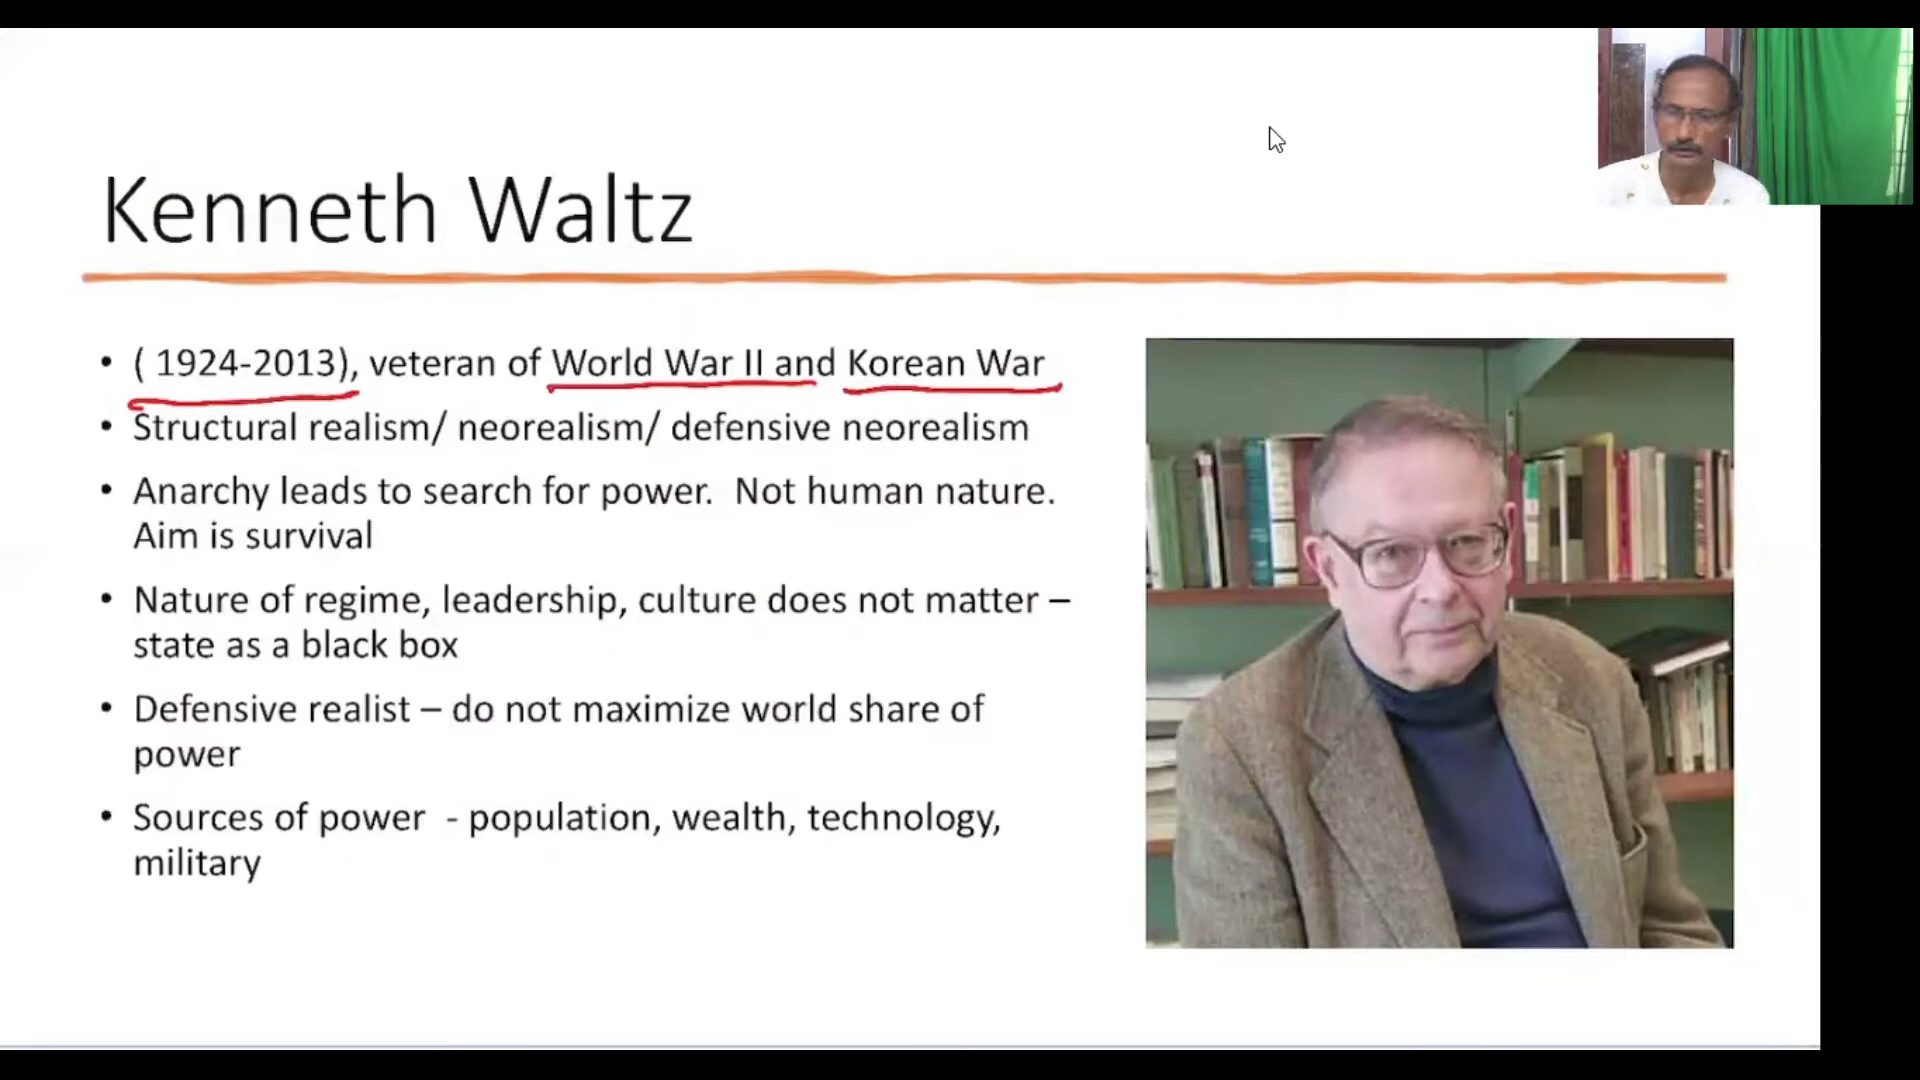 Kenneth Waltz
• ( 1924-2013), veteran of World War II and Korean War
• Structural realism/ neorealism/ defensive neorealism
• Anarchy leads to search for power.  Not human nature.
Aim is survival
• Nature of regime, leadership, culture does not matter –
state as a black box
• Defensive realist – do not maximize world share of
power
• Sources of power  - population, wealth, technology,
military